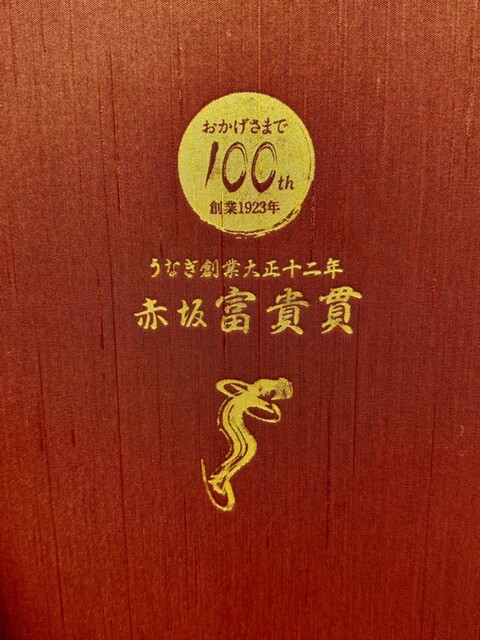 おかげさまで
100th
創業1923年
うなぎ創業大正十二年
赤坂富貴貫